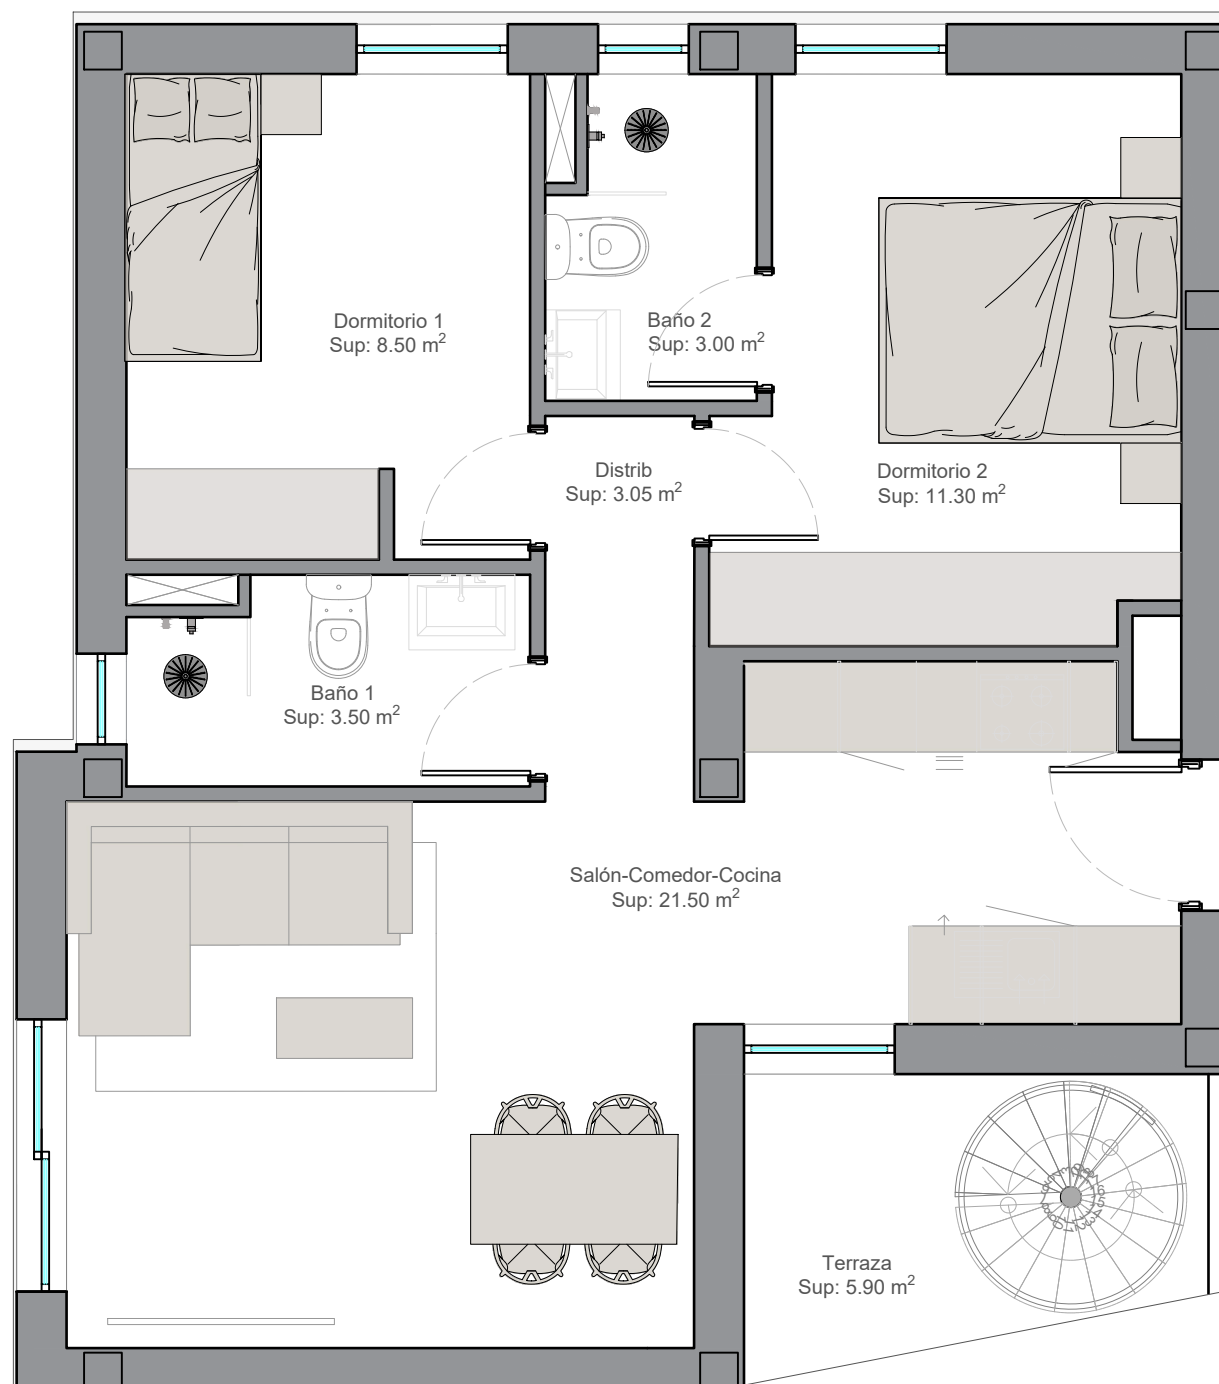 Dormitorio 1
Sup: 8.50 m²
Baño 2
Sup: 3.00 m²
Distrib
Sup: 3.05 m²
Dormitorio 2
Sup: 11.30 m²
Baño 1
Sup: 3.50 m²
Salón-Comedor-Cocina
Sup: 21.50 m²
Terraza
Sup: 5.90 m²